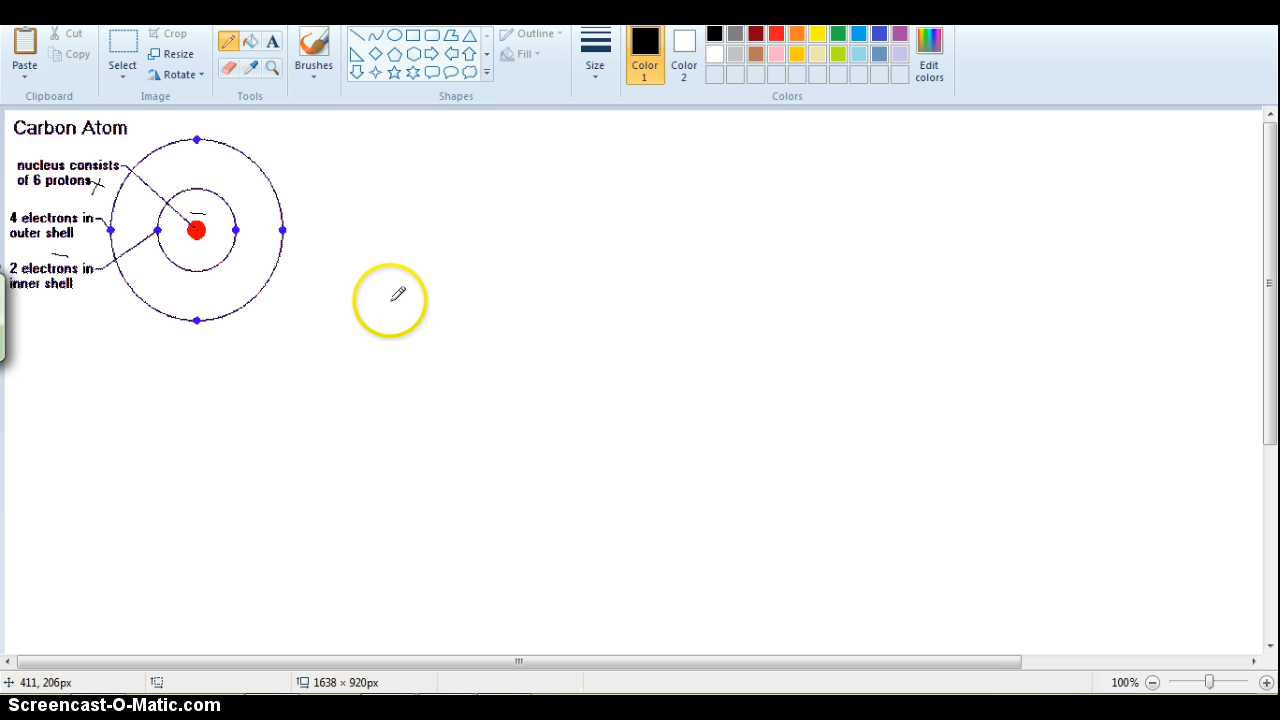 Cut
Crop
Copy
Resize
Outline
Fill
Paste
Select
Rotate
Brushes
Size
Color 1
Color 2
Edit colors
Clipboard
Image
Tools
Shapes
Colors
Carbon Atom
nucleus consists
of 6 protons
4 electrons in
outer shell
2 electrons in
inner shell
411, 206px
1638 × 920px
100%
Screencast-O-Matic.com